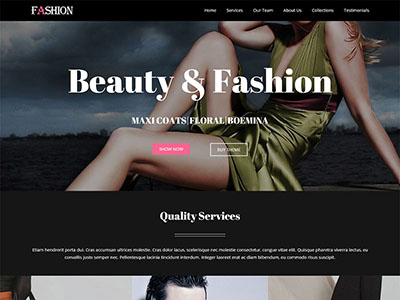 FASHION
Home Services Our Team About Us Collections Testimonials
Beauty & Fashion
MAXI COATS|FLORAL|BOEMINA
SHOW NOW
BUY THEME
Quality Services
Etiam hendrerit porta dui. Cras accumsan ultrices molestie. Cras dolor lacus, scelerisque nec molestie consectetur, congue vitae elit. Quisque pharetra viverra lectus, eu
convallis justo semper nec. Pellentesque lacinia tincidunt interdum. Integer laoreet erat ac diam bibendum, eu commodo risus suscipit.